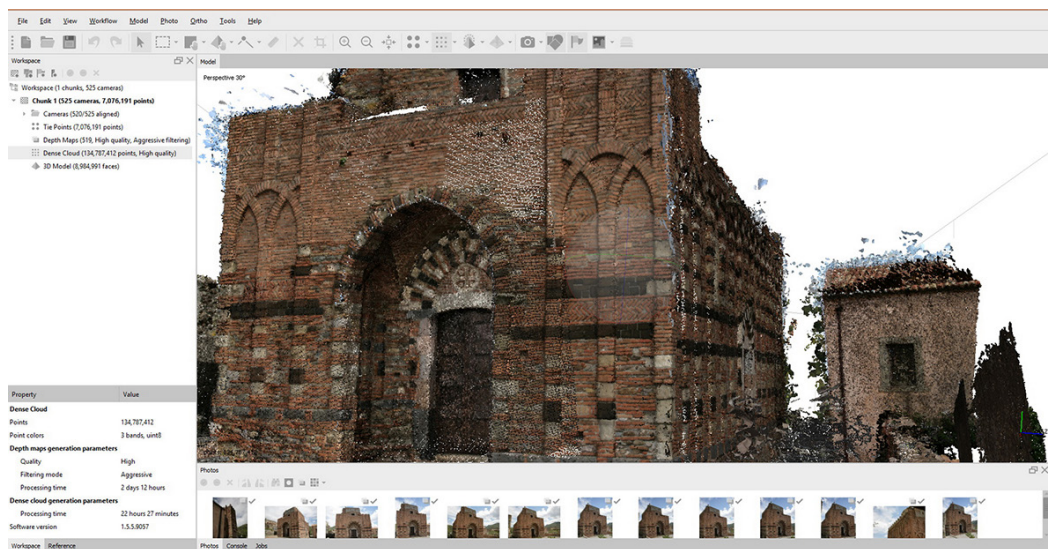 File Edit View Workflow Model Photo Ortho Tools Help
Workspace
Model
Perspective 30°
Workspace (1 chunks, 525 cameras)
Chunk 1 (525 cameras, 7,076,191 points)
Cameras (520/525 aligned)
Tie Points (7,076,191 points)
Depth Maps (519, High quality, Aggressive filtering)
Dense Cloud (134,787,412 points, High quality)
3D Model (8,984,991 faces)
Property Value
Dense Cloud
Points 134,787,412
Point colors 3 bands, uint8
Depth maps generation parameters
Quality High
Filtering mode Aggressive
Processing time 2 days 12 hours
Dense cloud generation parameters
Processing time 22 hours 27 minutes
Software version 1.5.5.9057
Workspace Reference
Photos
Photos Console Jobs